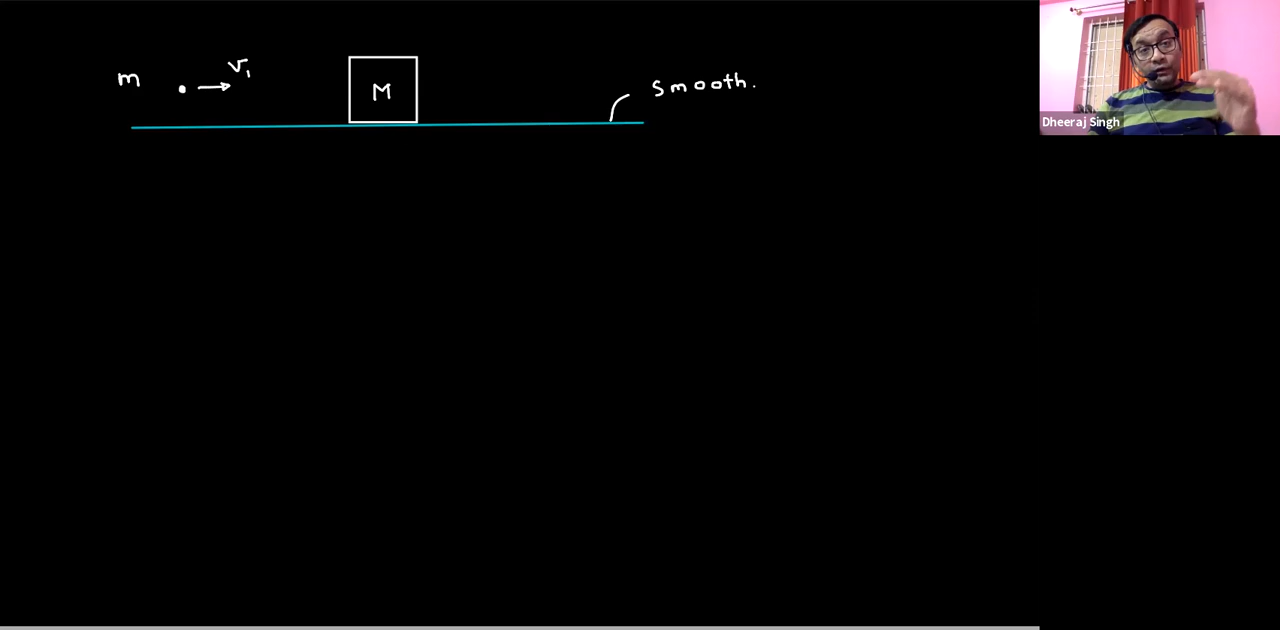 m
v₁
M
smooth.
Dheeraj Singh